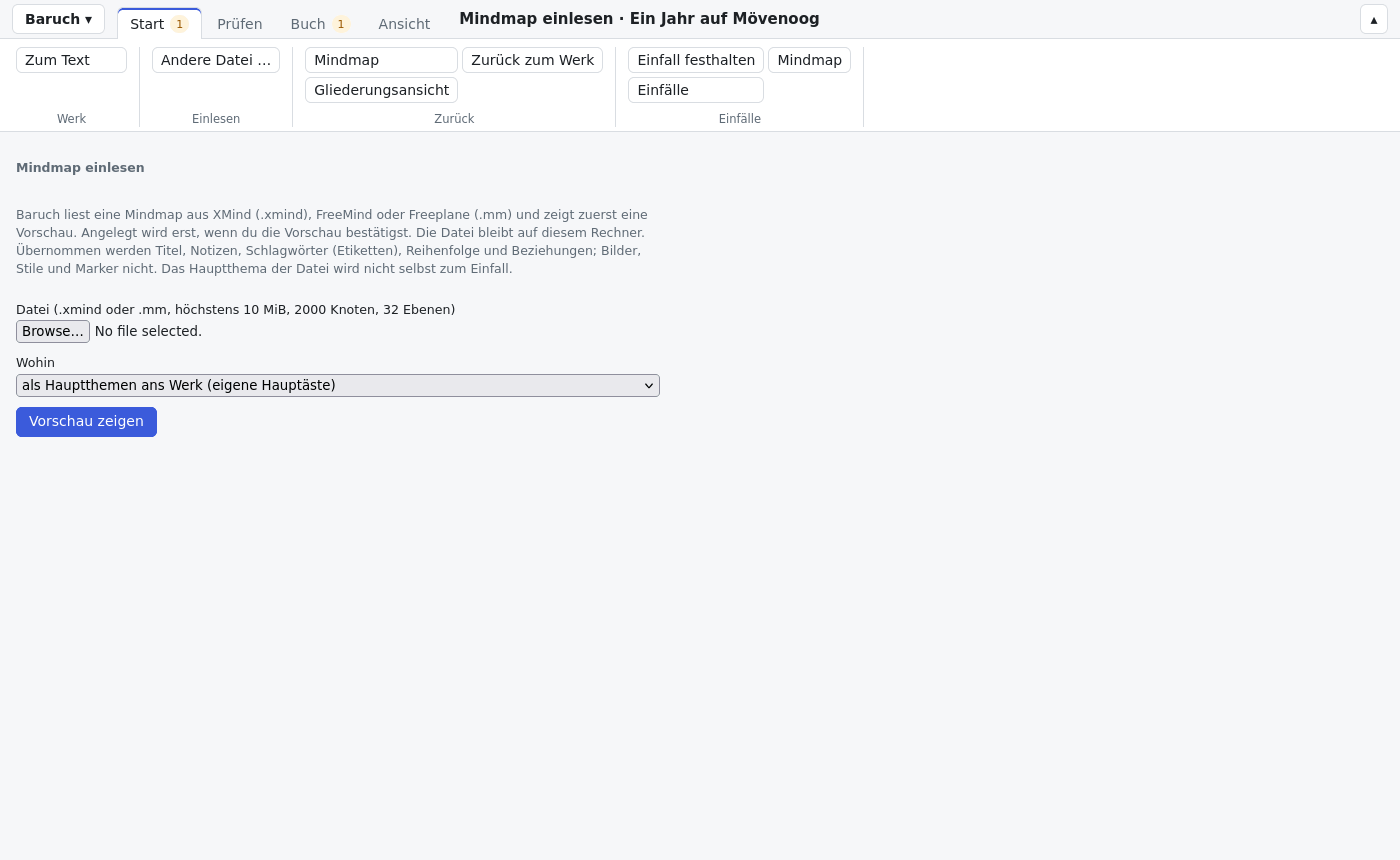 Baruch ▾
Start 1
Prüfen
Buch 1
Ansicht
Mindmap einlesen · Ein Jahr auf Mövenoog
▴
Zum Text
Werk
Andere Datei …
Einlesen
Mindmap
Zurück zum Werk
Gliederungsansicht
Zurück
Einfall festhalten
Mindmap
Einfälle
Einfälle
Mindmap einlesen
Baruch liest eine Mindmap aus XMind (.xmind), FreeMind oder Freeplane (.mm) und zeigt zuerst eine
Vorschau. Angelegt wird erst, wenn du die Vorschau bestätigst. Die Datei bleibt auf diesem Rechner.
Übernommen werden Titel, Notizen, Schlagwörter (Etiketten), Reihenfolge und Beziehungen; Bilder,
Stile und Marker nicht. Das Hauptthema der Datei wird nicht selbst zum Einfall.
Datei (.xmind oder .mm, höchstens 10 MiB, 2000 Knoten, 32 Ebenen)
Browse… No file selected.
Wohin
als Hauptthemen ans Werk (eigene Hauptäste)
Vorschau zeigen